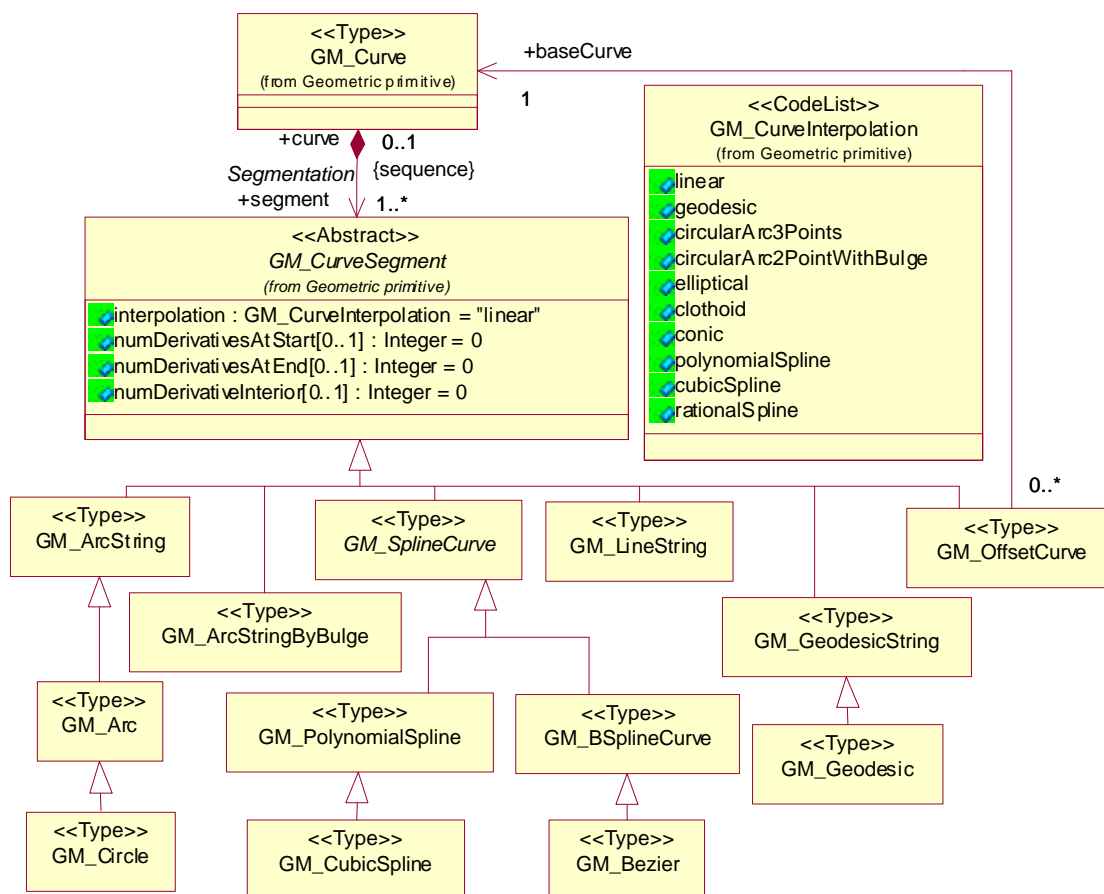 <<Type>>
GM_Curve
(from Geometric primitive)
+baseCurve
1
+curve
0..1
Segmentation
{sequence}
+segment
1..*
<<CodeList>>
GM_CurveInterpolation
(from Geometric primitive)
linear
geodesic
circularArc3Points
circularArc2PointWithBulge
elliptical
clothoid
conic
polynomialSpline
cubicSpline
rationalSpline
<<Abstract>>
GM_CurveSegment
(from Geometric primitive)
interpolation : GM_CurveInterpolation = "linear"
numDerivativesAtStart[0..1] : Integer = 0
numDerivativesAtEnd[0..1] : Integer = 0
numDerivativeInterior[0..1] : Integer = 0
0..*
<<Type>>
GM_ArcString
<<Type>>
GM_SplineCurve
<<Type>>
GM_LineString
<<Type>>
GM_OffsetCurve
<<Type>>
GM_ArcStringByBulge
<<Type>>
GM_GeodesicString
<<Type>>
GM_Arc
<<Type>>
GM_PolynomialSpline
<<Type>>
GM_BSplineCurve
<<Type>>
GM_Geodesic
<<Type>>
GM_Circle
<<Type>>
GM_CubicSpline
<<Type>>
GM_Bezier